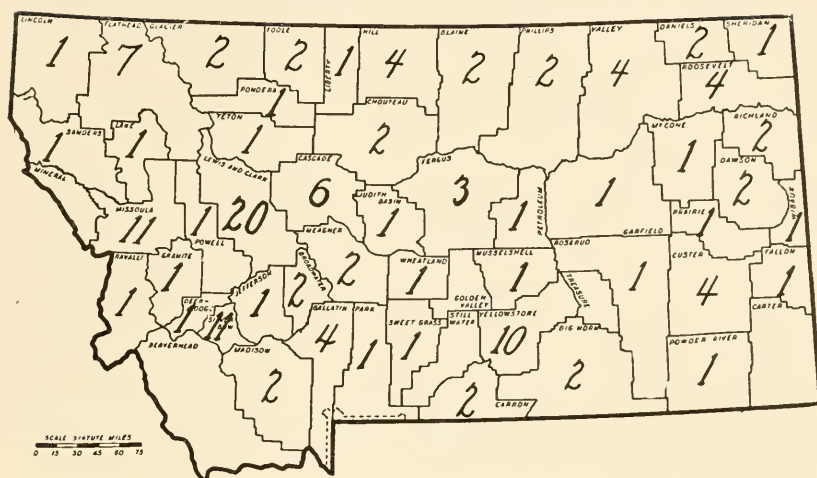 LINCOLN
FLATHEAD
GLACIER
TOOLE
LIBERTY
HILL
BLAINE
PHILLIPS
VALLEY
DANIELS
SHERIDAN
1
7
2
2
1
4
2
2
4
2
1
ROOSEVELT
4
PONDERA
1
CHOUTEAU
2
TETON
1
SANDERS
1
LAKE
1
RICHLAND
2
McCONE
1
DAWSON
2
MINERAL
LEWIS AND CLARK
20
CASCADE
6
FERGUS
3
JUDITH
BASIN
1
PETROLEUM
1
GARFIELD
1
PRAIRIE
1
WIBAUX
1
MISSOULA
11
POWELL
1
MEAGHER
2
BROADWATER
2
WHEATLAND
1
MUSSELSHELL
1
ROSEBUD
1
TREASURE
CUSTER
4
FALLON
1
RAVALLI
1
GRANITE
1
DEER-
LODGE
1
SILVER
BOW
11
JEFFERSON
1
GALLATIN
4
PARK
1
SWEET GRASS
1
GOLDEN
VALLEY
STILL
WATER
YELLOWSTONE
10
BIG HORN
2
CARTER
POWDER RIVER
1
BEAVERHEAD
MADISON
2
CARBON
2
SCALE STATUTE MILES
0 15 30 45 60 75